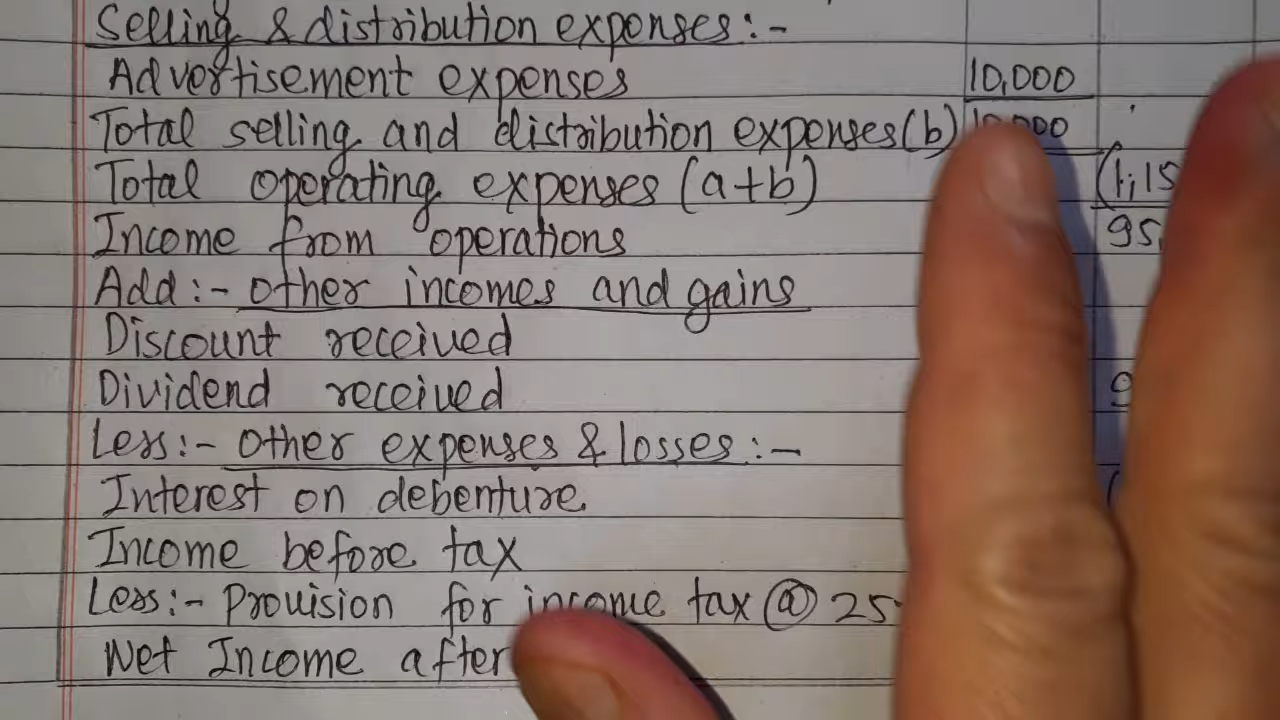 Selling & distribution expenses:-
Advertisement expenses 10,000
Total selling and distribution expenses (b)
Total operating expenses (a+b)
Income from operations
Add:- other incomes and gains
Discount received
Dividend received
Less:- other expenses & losses:-
Interest on debenture
Income before tax
Less:- Provision for income tax @ 25
Net Income after